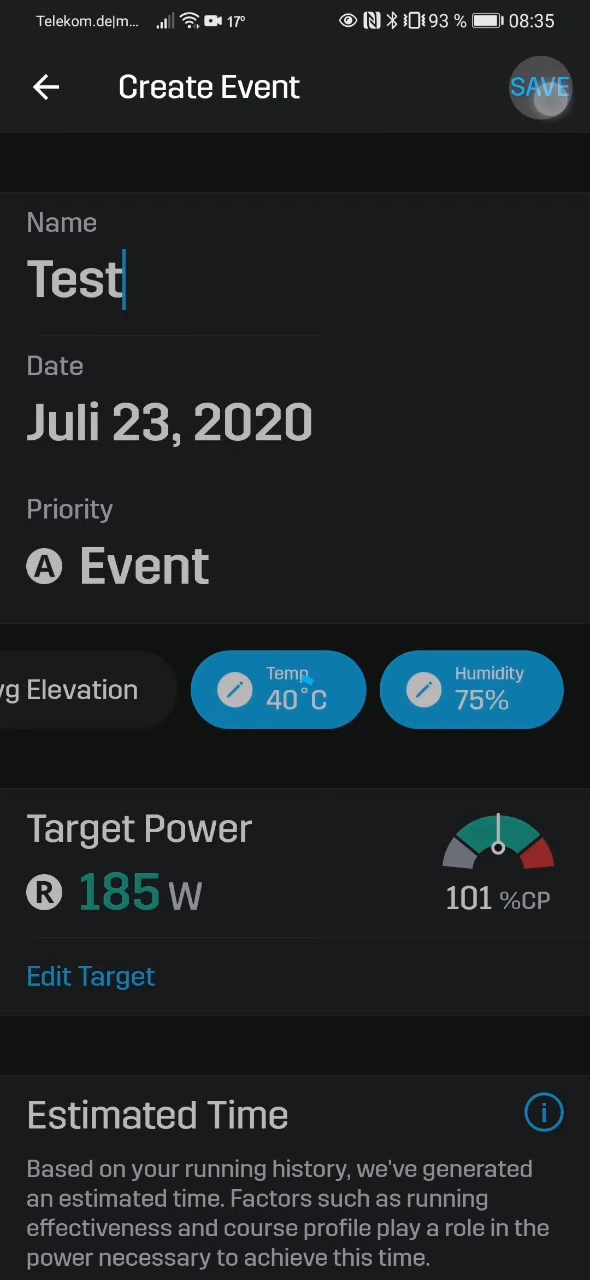 Telekom.de|m... 17° 93 % 08:35
Create Event SAVE
Name
Test
Date
Juli 23, 2020
Priority
A Event
vg Elevation
Temp
40°C
Humidity
75%
Target Power
R 185 W
101 %CP
Edit Target
Estimated Time
Based on your running history, we've generated
an estimated time. Factors such as running
effectiveness and course profile play a role in the
power necessary to achieve this time.